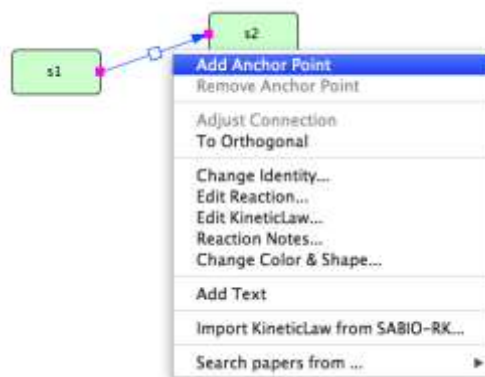 s2
s1
Add Anchor Point
Remove Anchor Point
Adjust Connection
To Orthogonal
Change Identity...
Edit Reaction...
Edit KineticLaw...
Reaction Notes...
Change Color & Shape...
Add Text
Import KineticLaw from SABIO-RK...
Search papers from ...